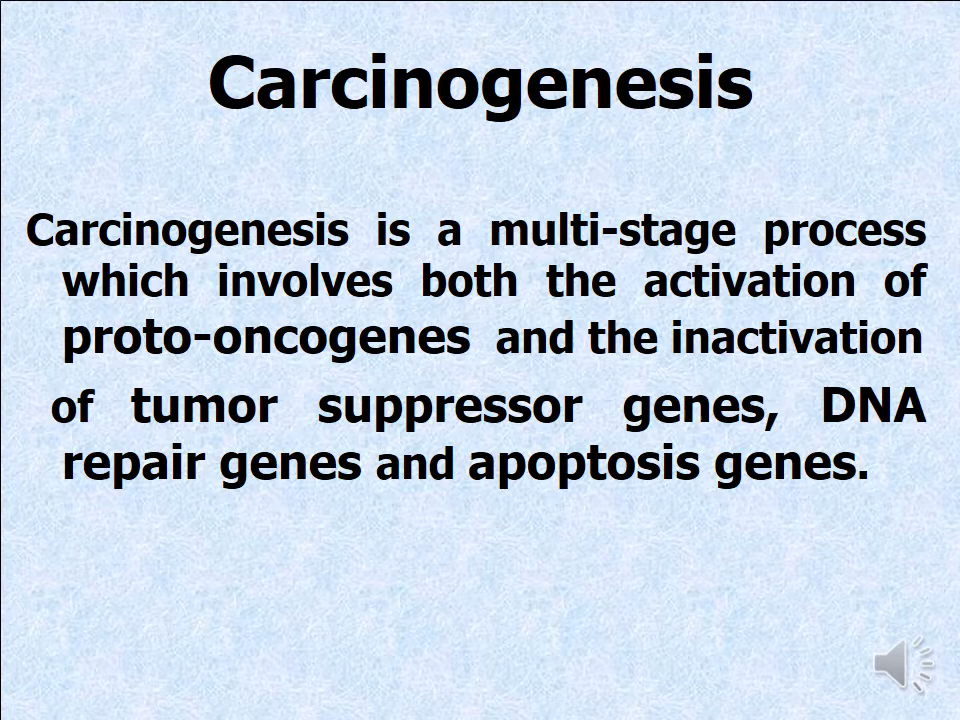 Carcinogenesis
Carcinogenesis is a multi-stage process
which involves both the activation of
proto-oncogenes and the inactivation
of tumor suppressor genes, DNA
repair genes and apoptosis genes.